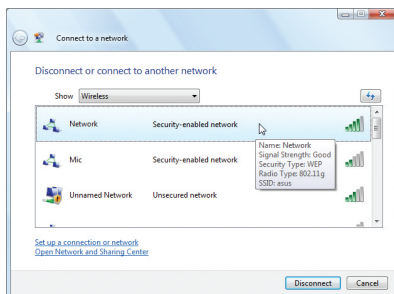 Connect to a network
Disconnect or connect to another network
Show Wireless
Network Security-enabled network
Name: Network
Signal Strength: Good
Security Type: WEP
Radio Type: 802.11g
SSID: asus
Mic Security-enabled network
Unnamed Network Unsecured network
Set up a connection or network
Open Network and Sharing Center
Disconnect Cancel